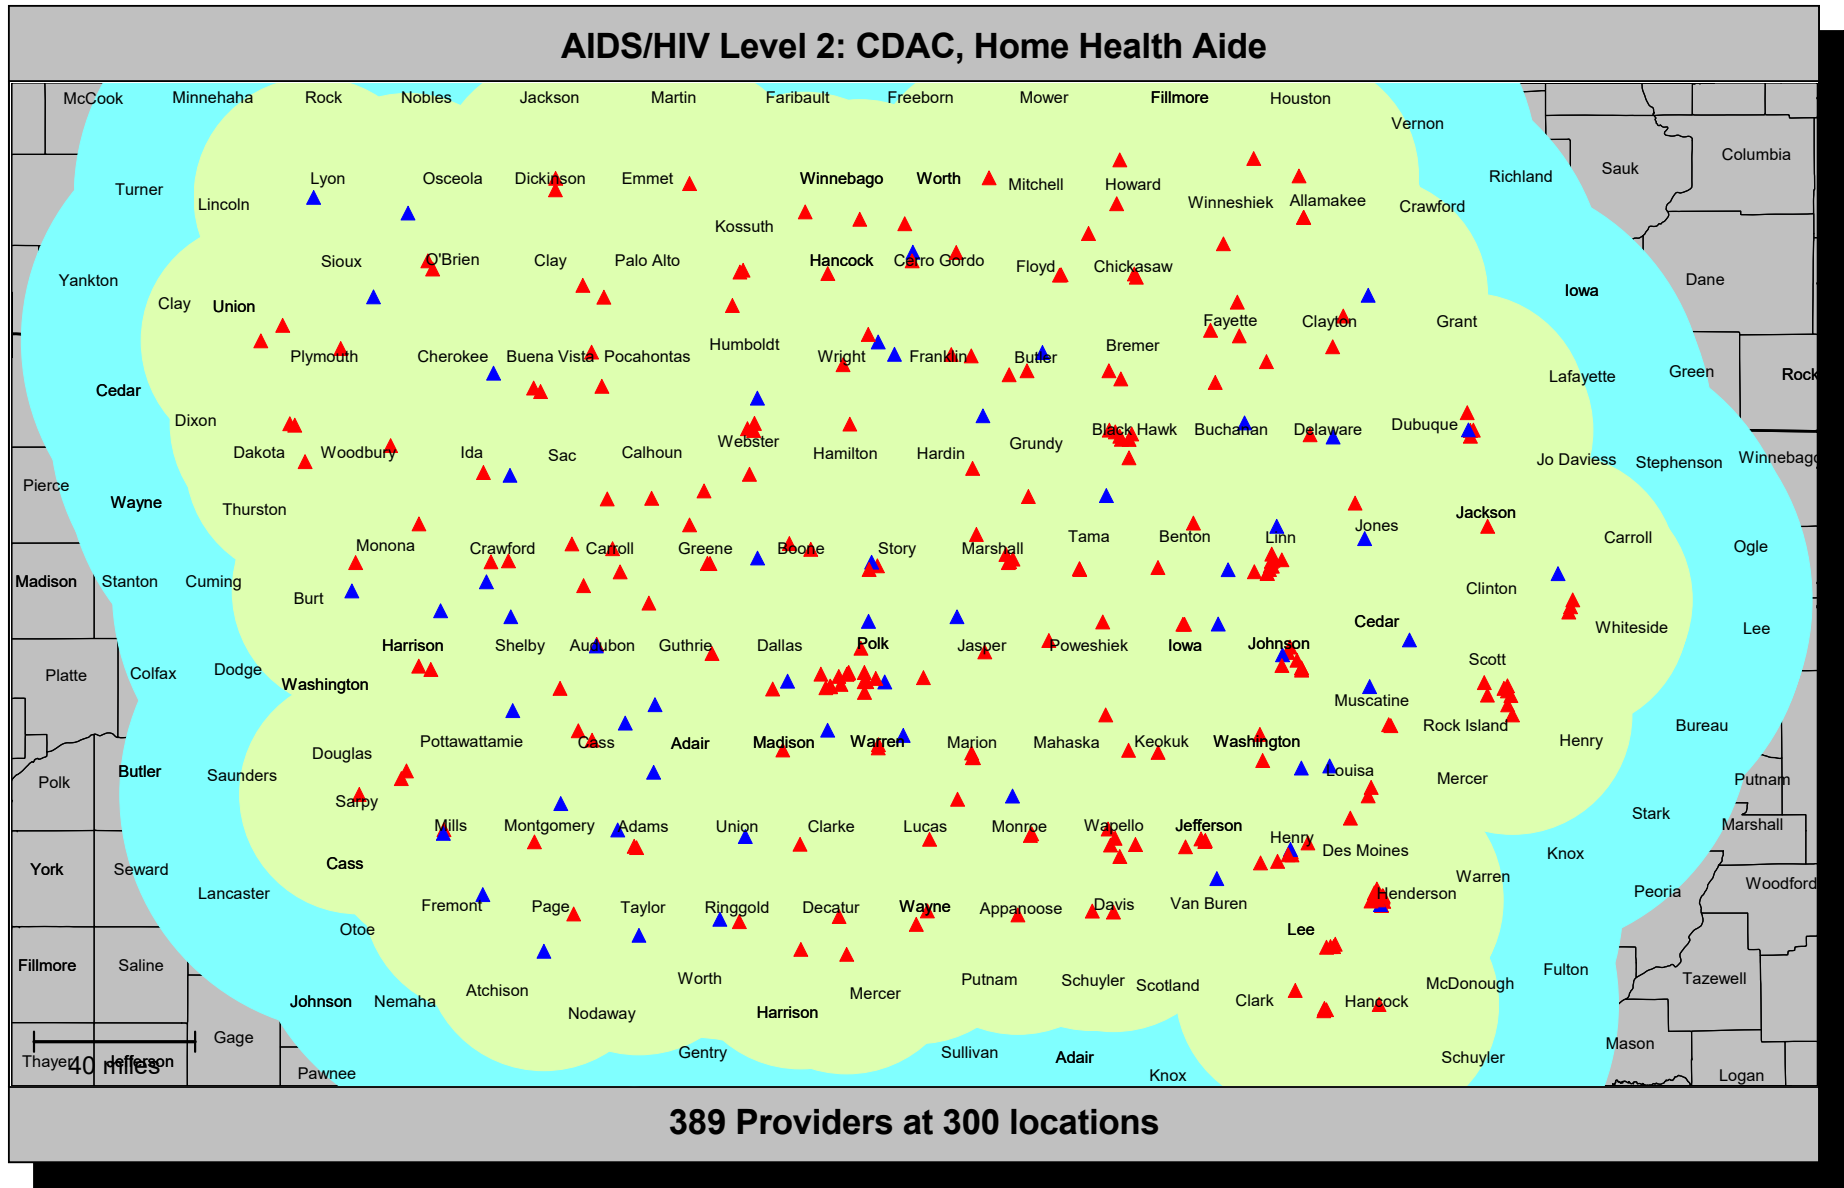 AIDS/HIV Level 2: CDAC, Home Health Aide
McCook Minnehaha Rock Nobles Jackson Martin Faribault Freeborn Mower Fillmore Houston
Vernon
Columbia
Sauk
Richland
Turner Lyon Osceola Dickinson Emmet Winnebago Worth Mitchell Howard
Lincoln Winneshiek Allamakee Crawford
Kossuth
Sioux O'Brien Clay Palo Alto Hancock Cerro Gordo Floyd Chickasaw
Yankton Dane
Iowa
Clay Union
Fayette Clayton Grant
Plymouth Cherokee Buena Vista Pocahontas Humboldt Wright Franklin Butler Bremer
Lafayette Green Rock
Cedar
Dixon Dubuque
Webster Black Hawk Buchanan Delaware
Dakota Woodbury Ida Sac Calhoun Hamilton Hardin Grundy
Jo Daviess Stephenson Winnebago
Pierce
Wayne Thurston Jackson
Jones
Monona Crawford Carroll Greene Boone Story Marshall Tama Benton Linn Carroll Ogle
Madison Stanton Cuming
Burt Clinton
Cedar Whiteside Lee
Harrison Shelby Audubon Guthrie Dallas Polk Jasper Poweshiek Iowa Johnson
Scott
Platte Colfax Dodge
Washington
Muscatine
Rock Island Bureau
Douglas Pottawattamie Cass Adair Madison Warren Marion Mahaska Keokuk Washington Henry
Polk Butler Saunders Louisa Mercer Putnam
Sarpy
Mills Montgomery Adams Union Clarke Lucas Monroe Wapello Jefferson Henry
Stark Marshall
Des Moines Knox
York Seward Cass
Lancaster Warren
Henderson Peoria Woodford
Fremont Page Taylor Ringgold Decatur Wayne Appanoose Davis Van Buren
Otoe Lee
Fillmore Saline Fulton
Worth Putnam Schuyler Scotland McDonough Tazewell
Johnson Nemaha Atchison Mercer Clark Hancock
Nodaway Harrison
Gage Mason
Thayer Jefferson Gentry Sullivan Adair Schuyler
40 miles
Pawnee Knox Logan
389 Providers at 300 locations